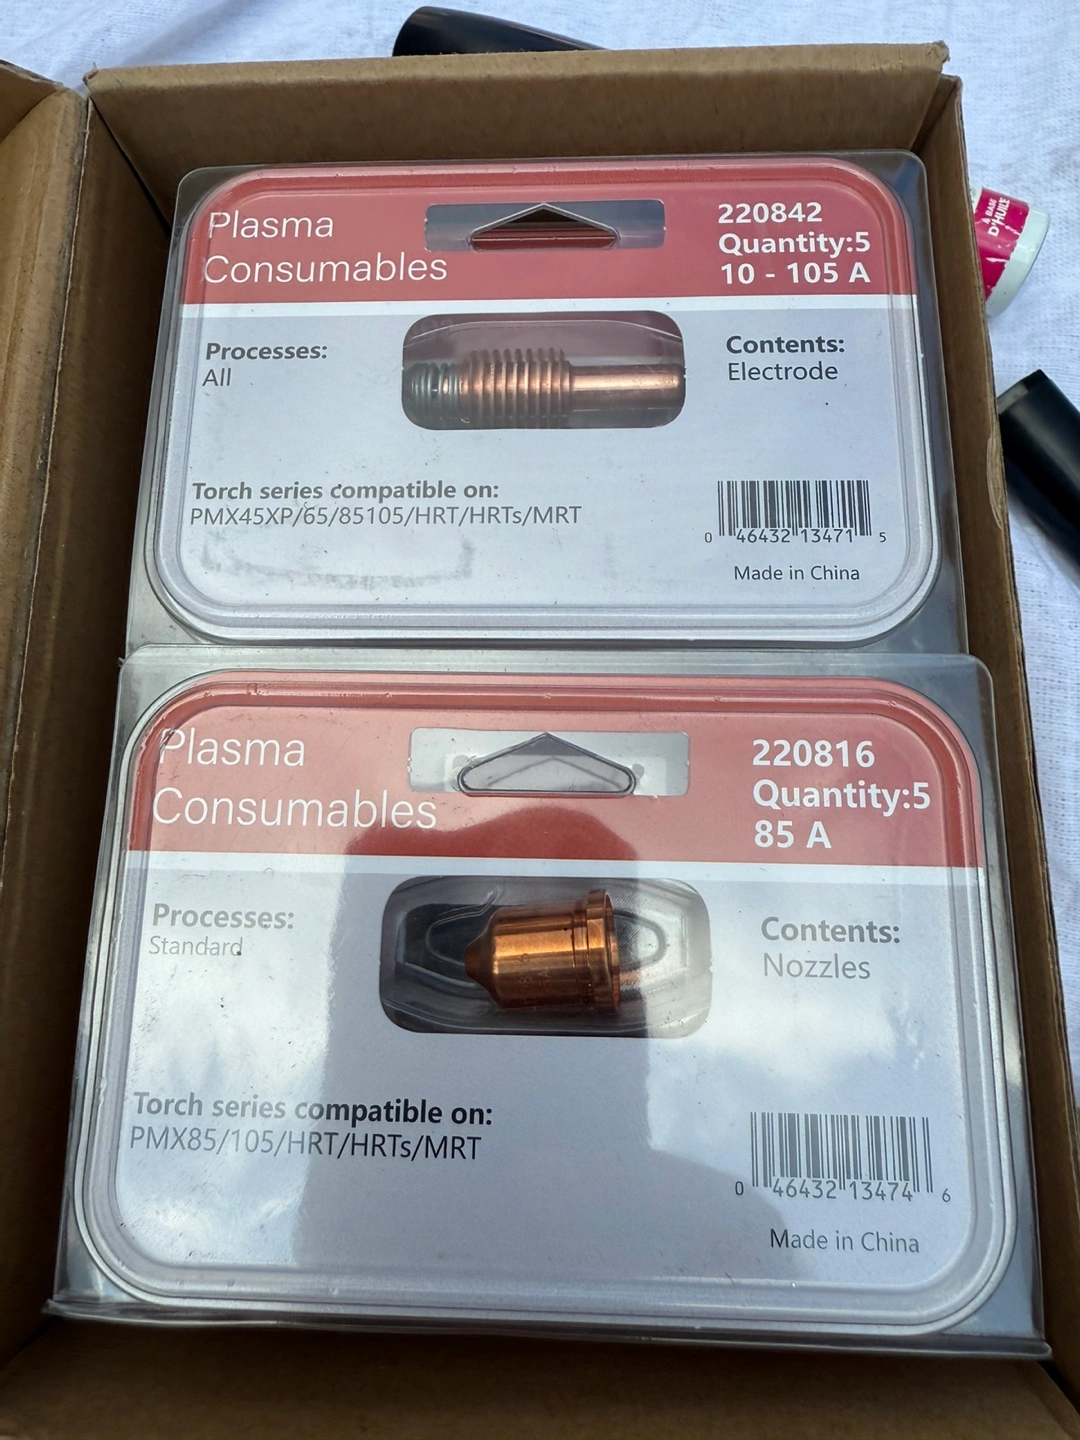 Plasma
Consumables
220842
Quantity:5
10 - 105 A
Processes:
All
Contents:
Electrode
Torch series compatible on:
PMX45XP/65/85105/HRT/HRTs/MRT
0 46432 13471 5
Made in China
À BASE
D'HUILE
Plasma
Consumables
220816
Quantity:5
85 A
Processes:
Standard
Contents:
Nozzles
Torch series compatible on:
PMX85/105/HRT/HRTs/MRT
0 46432 13474 6
Made in China